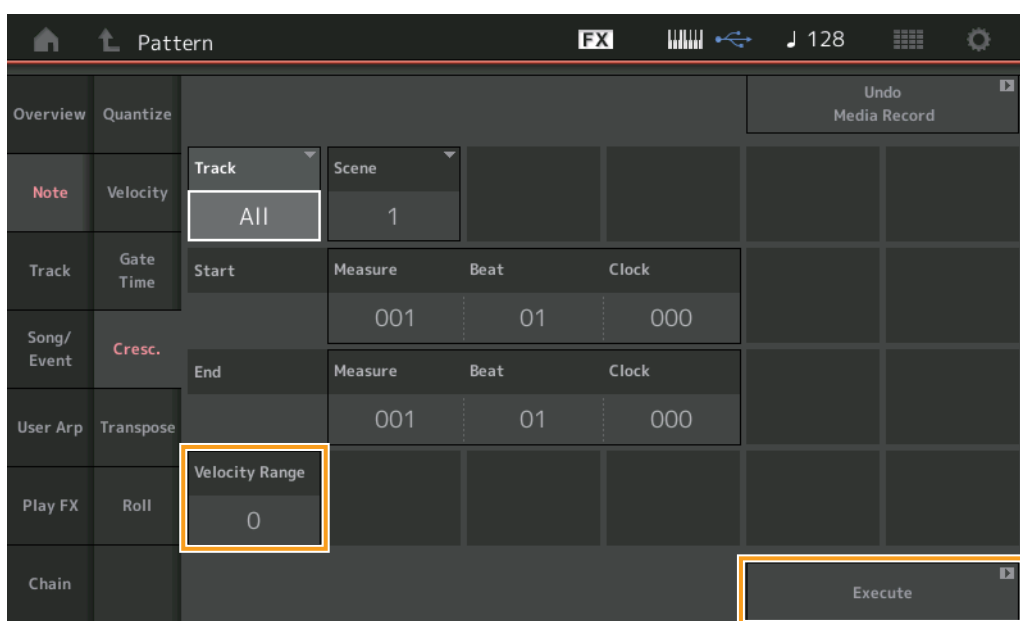 Pattern
FX
♩ 128
Overview
Note
Track
Song/
Event
User Arp
Play FX
Chain
Quantize
Velocity
Gate
Time
Cresc.
Transpose
Roll
Undo
Media Record
Track
All
Scene
1
Start
Measure
Beat
Clock
001
01
000
End
Measure
Beat
Clock
001
01
000
Velocity Range
0
Execute